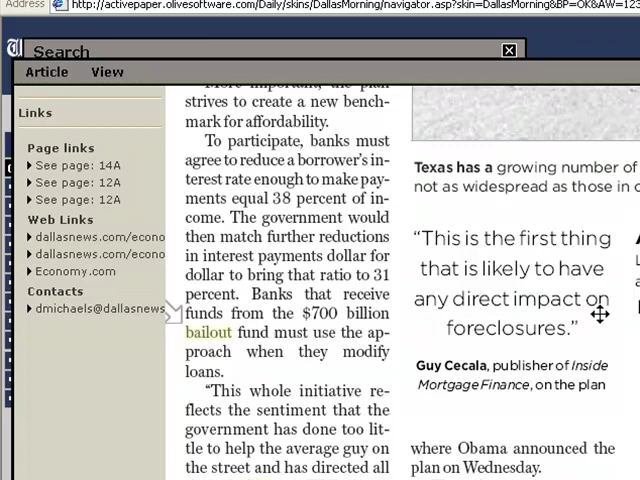 Address http://activepaper.olivesoftware.com/Daily/skins/DallasMorning/navigator.asp?skin=DallasMorning&BP=OK&AW=123
Search
Article View
Links
Page links
See page: 14A
See page: 12A
See page: 12A
Web Links
dallasnews.com/econo
dallasnews.com/econo
Economy.com
Contacts
dmichaels@dallasnews
More important, the plan
strives to create a new bench-
mark for affordability.
To participate, banks must
agree to reduce a borrower's in-
terest rate enough to make pay-
ments equal 38 percent of in-
come. The government would
then match further reductions
in interest payments dollar for
dollar to bring that ratio to 31
percent. Banks that receive
funds from the $700 billion
bailout fund must use the ap-
proach when they modify
loans.
"This whole initiative re-
flects the sentiment that the
government has done too lit-
tle to help the average guy on
the street and has directed all
Texas has a growing number of
not as widespread as those in
"This is the first thing
that is likely to have
any direct impact on
foreclosures."
Guy Cecala, publisher of Inside
Mortgage Finance, on the plan
where Obama announced the
plan on Wednesday.